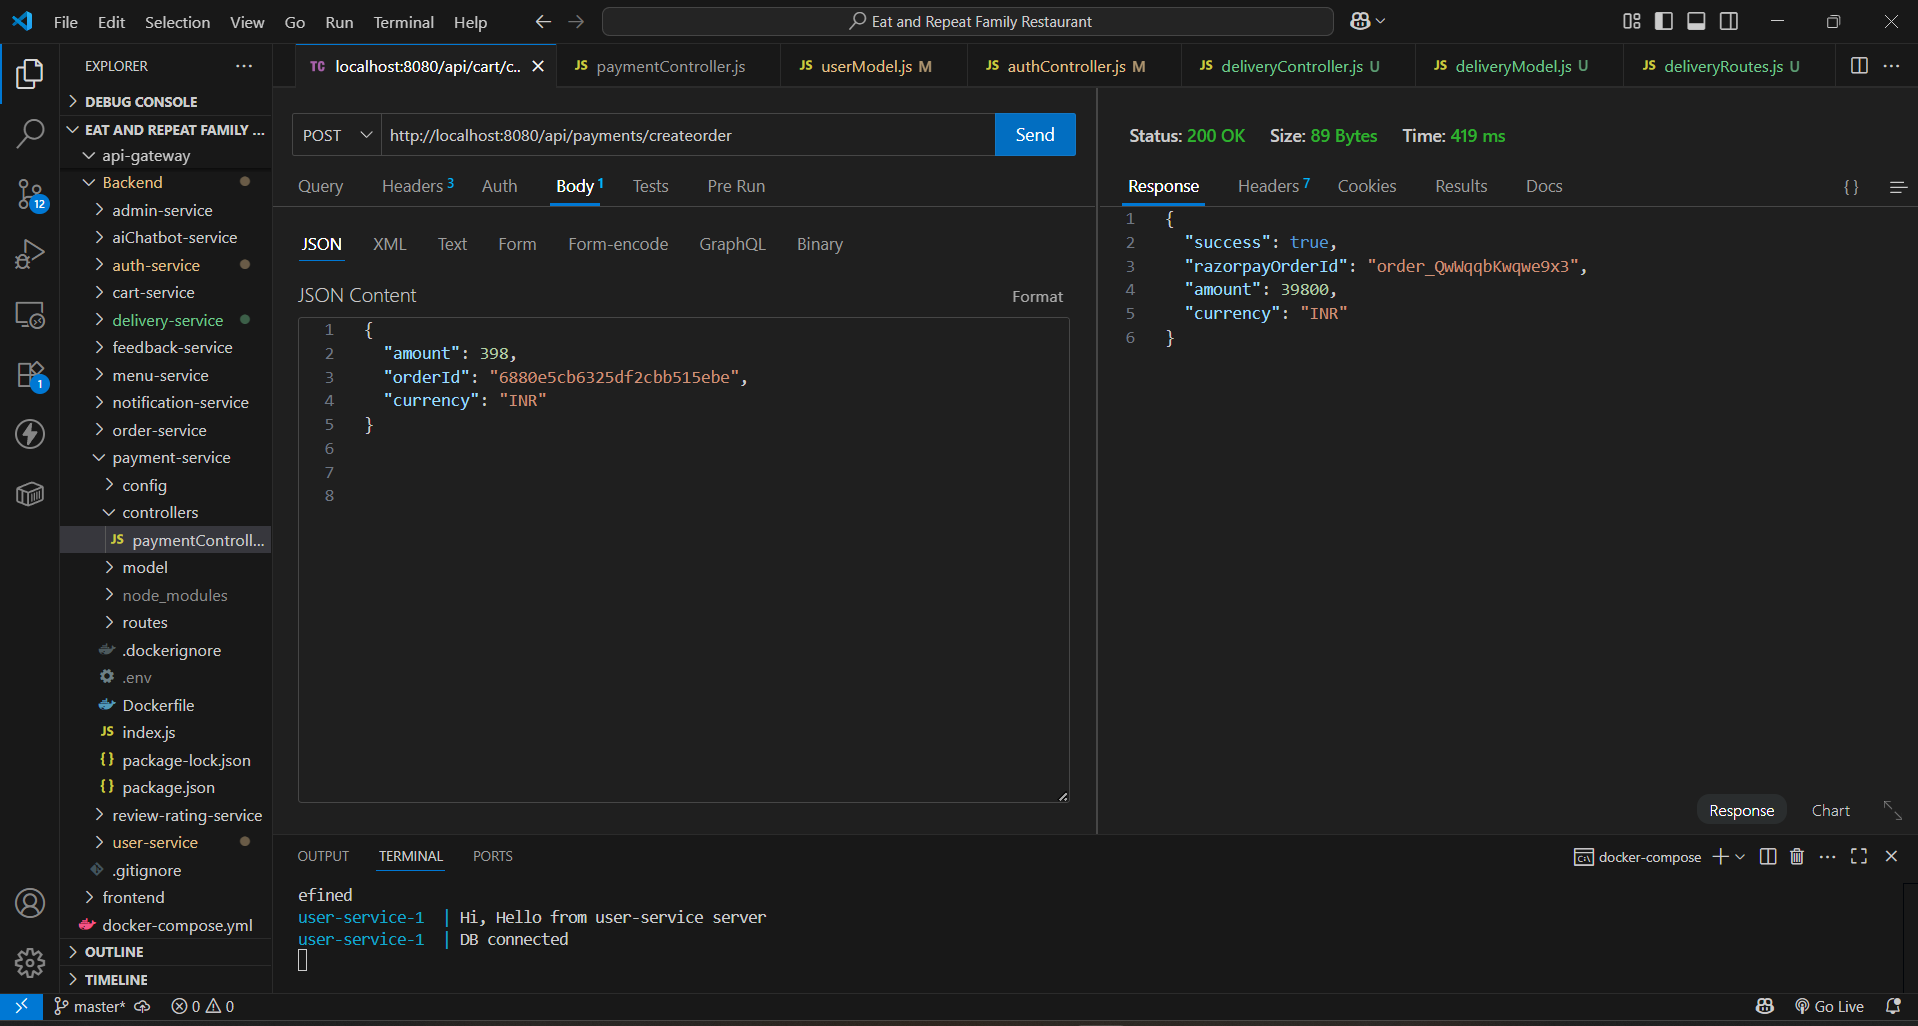 File Edit Selection View Go Run Terminal Help
Eat and Repeat Family Restaurant
EXPLORER
DEBUG CONSOLE
EAT AND REPEAT FAMILY ...
api-gateway
Backend
admin-service
aiChatbot-service
auth-service
cart-service
delivery-service
feedback-service
menu-service
notification-service
order-service
payment-service
config
controllers
JS paymentControll...
model
node_modules
routes
.dockerignore
.env
Dockerfile
JS index.js
{} package-lock.json
{} package.json
review-rating-service
user-service
.gitignore
frontend
docker-compose.yml
OUTLINE
TIMELINE
12
1
TC localhost:8080/api/cart/c.. JS paymentController.js JS userModel.js M JS authController.js M JS deliveryController.js U JS deliveryModel.js U JS deliveryRoutes.js U
POST http://localhost:8080/api/payments/createorder Send
Query Headers 3 Auth Body 1 Tests Pre Run
JSON XML Text Form Form-encode GraphQL Binary
JSON Content Format
1 {
2 "amount": 398,
3 "orderId": "6880e5cb6325df2cbb515ebe",
4 "currency": "INR"
5 }
6
7
8
Status: 200 OK Size: 89 Bytes Time: 419 ms
Response Headers 7 Cookies Results Docs {}
1 {
2 "success": true,
3 "razorpayOrderId": "order_QwWqqbKwqwe9x3",
4 "amount": 39800,
5 "currency": "INR"
6 }
Response Chart
OUTPUT TERMINAL PORTS docker-compose
efined
user-service-1 | Hi, Hello from user-service server
user-service-1 | DB connected
master* 0 0 Go Live